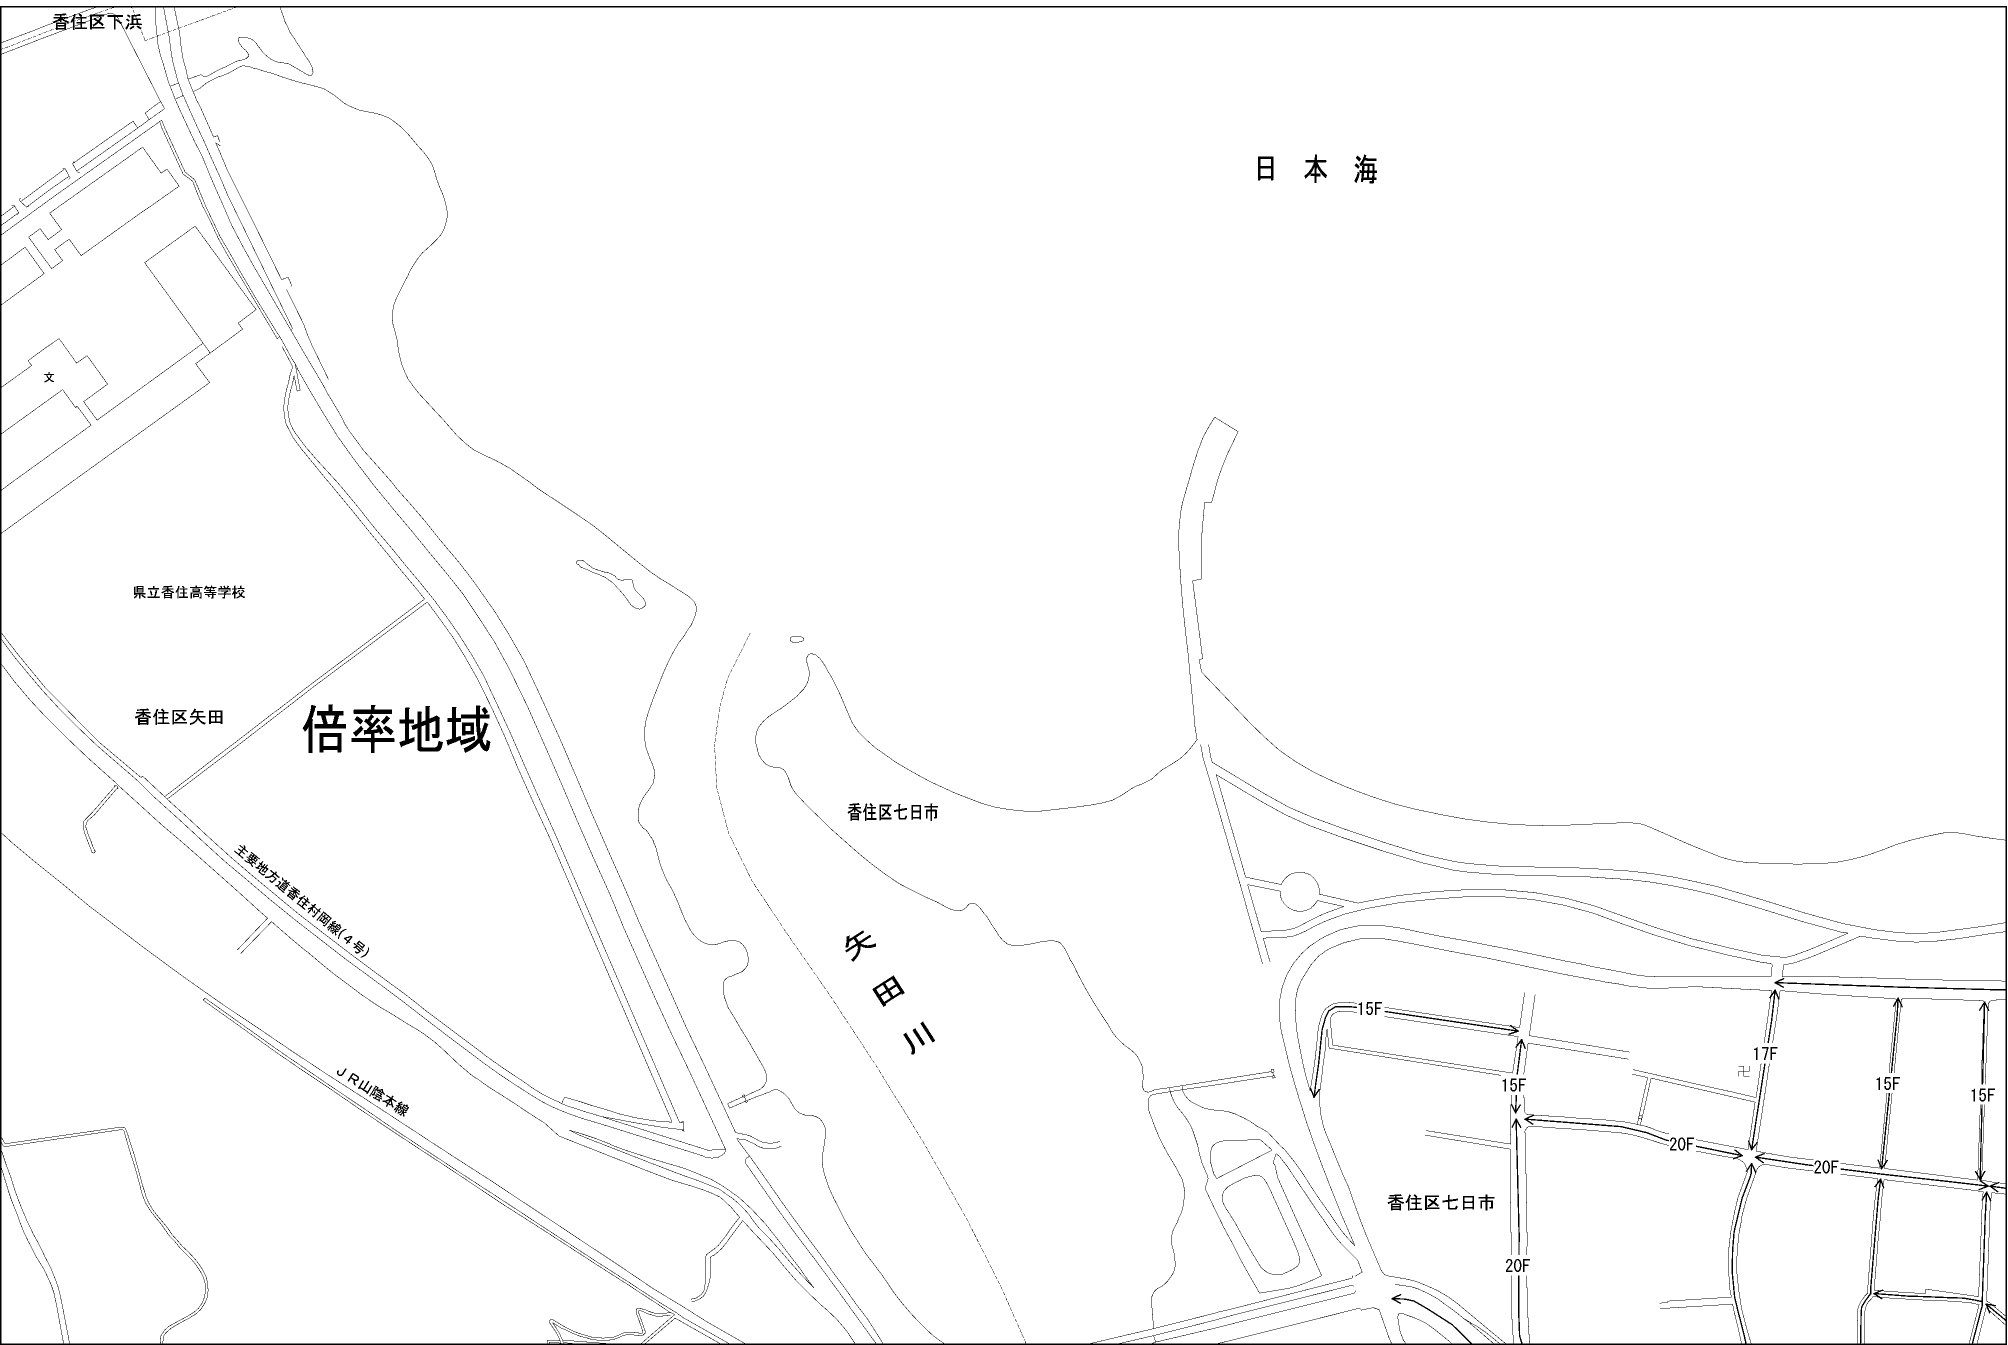 香住区下浜
日 本 海
文
県立香住高等学校
香住区矢田
倍率地域
香住区七日市
主要地方道香住村岡線(4号)
矢田川
JR山陰本線
15F
17F
15F
15F
15F
20F
20F
香住区七日市
20F